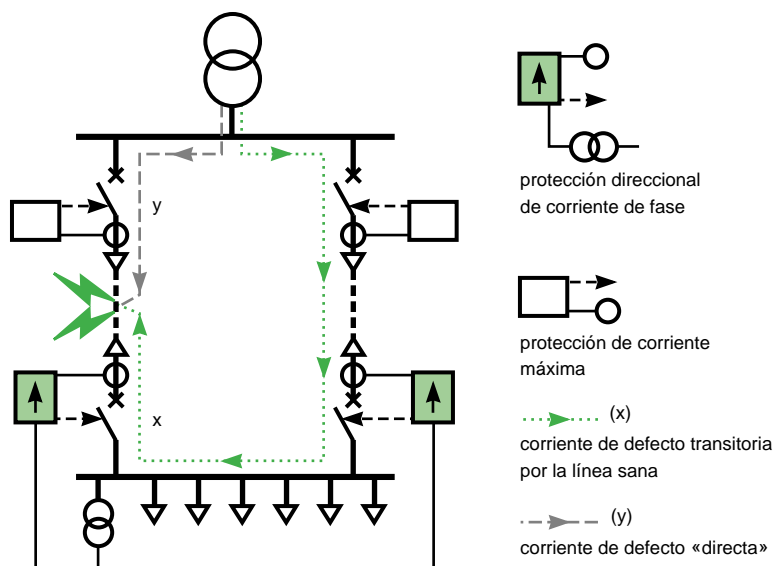 y
x
protección direccional
de corriente de fase
protección de corriente
máxima
(x)
corriente de defecto transitoria
por la línea sana
(y)
corriente de defecto «directa»